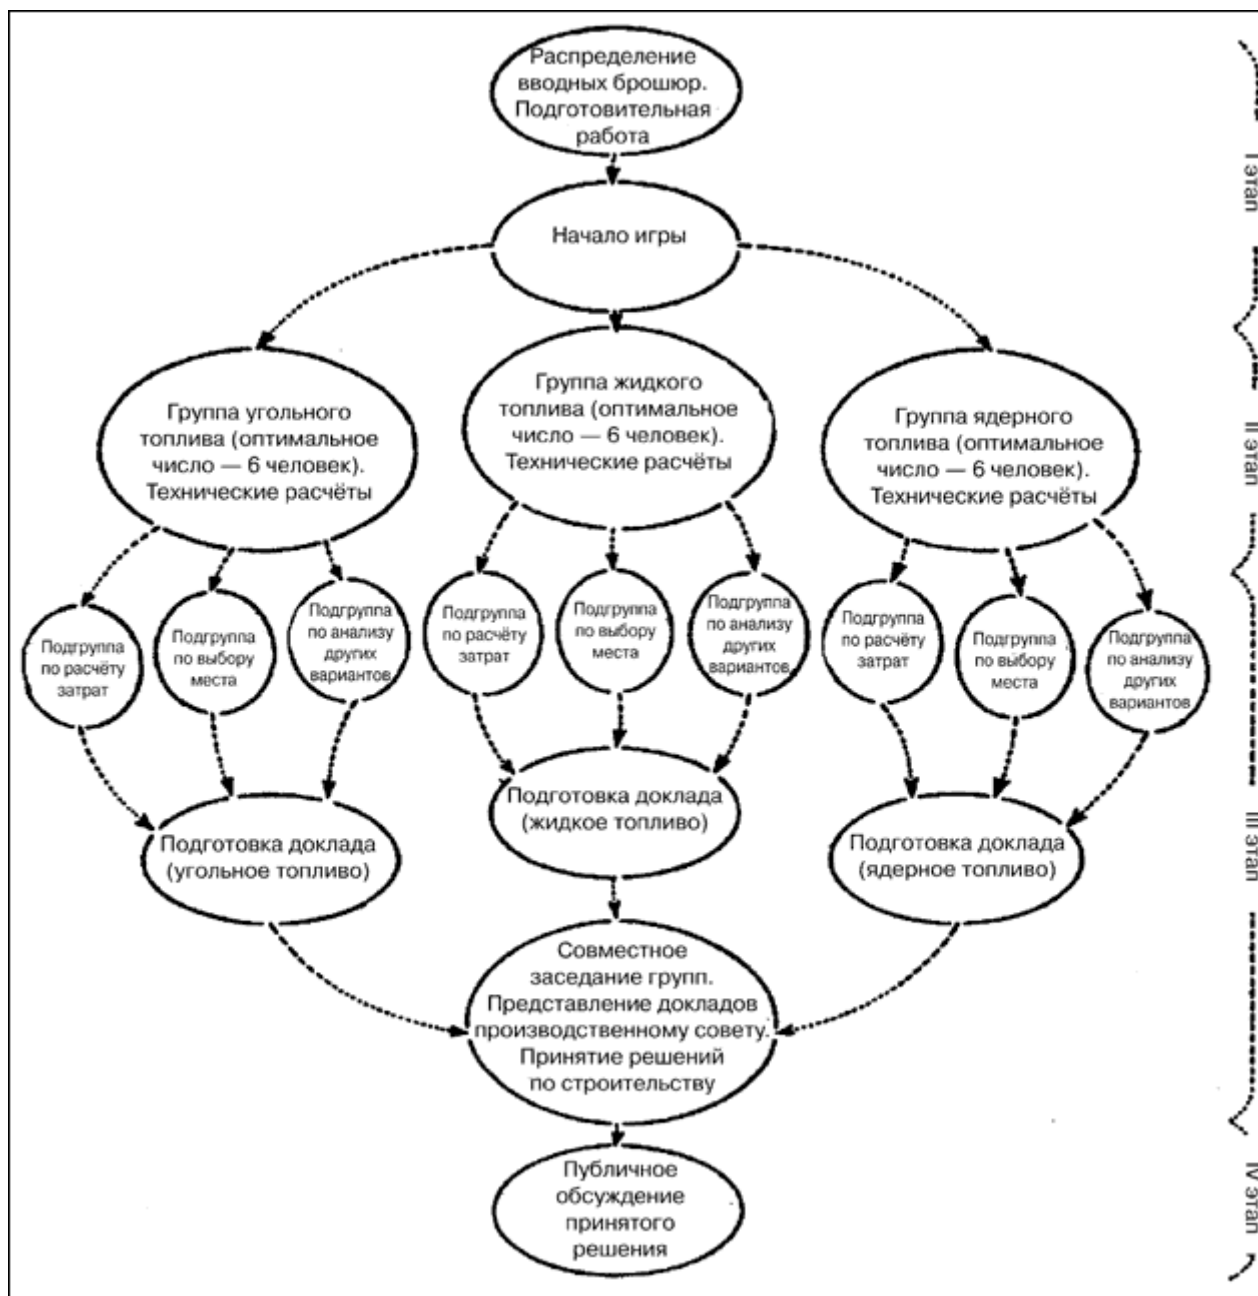 Распределение
вводных брошюр.
Подготовительная
работа
I этап
Начало игры
Группа угольного
топлива (оптимальное
число — 6 человек).
Технические расчёты
Группа жидкого
топлива (оптимальное
число — 6 человек).
Технические расчёты
Группа ядерного
топлива (оптимальное
число — 6 человек).
Технические расчёты
II этап
Подгруппа
по расчёту
затрат
Подгруппа
по выбору
места
Подгруппа
по анализу
других
вариантов
Подгруппа
по расчёту
затрат
Подгруппа
по выбору
места
Подгруппа
по анализу
других
вариантов
Подгруппа
по расчёту
затрат
Подгруппа
по выбору
места
Подгруппа
по анализу
других
вариантов
Подготовка доклада
(угольное топливо)
Подготовка доклада
(жидкое топливо)
Подготовка доклада
(ядерное топливо)
III этап
Совместное
заседание групп.
Представление докладов
производственному совету.
Принятие решений
по строительству
Публичное
обсуждение
принятого
решения
IV этап